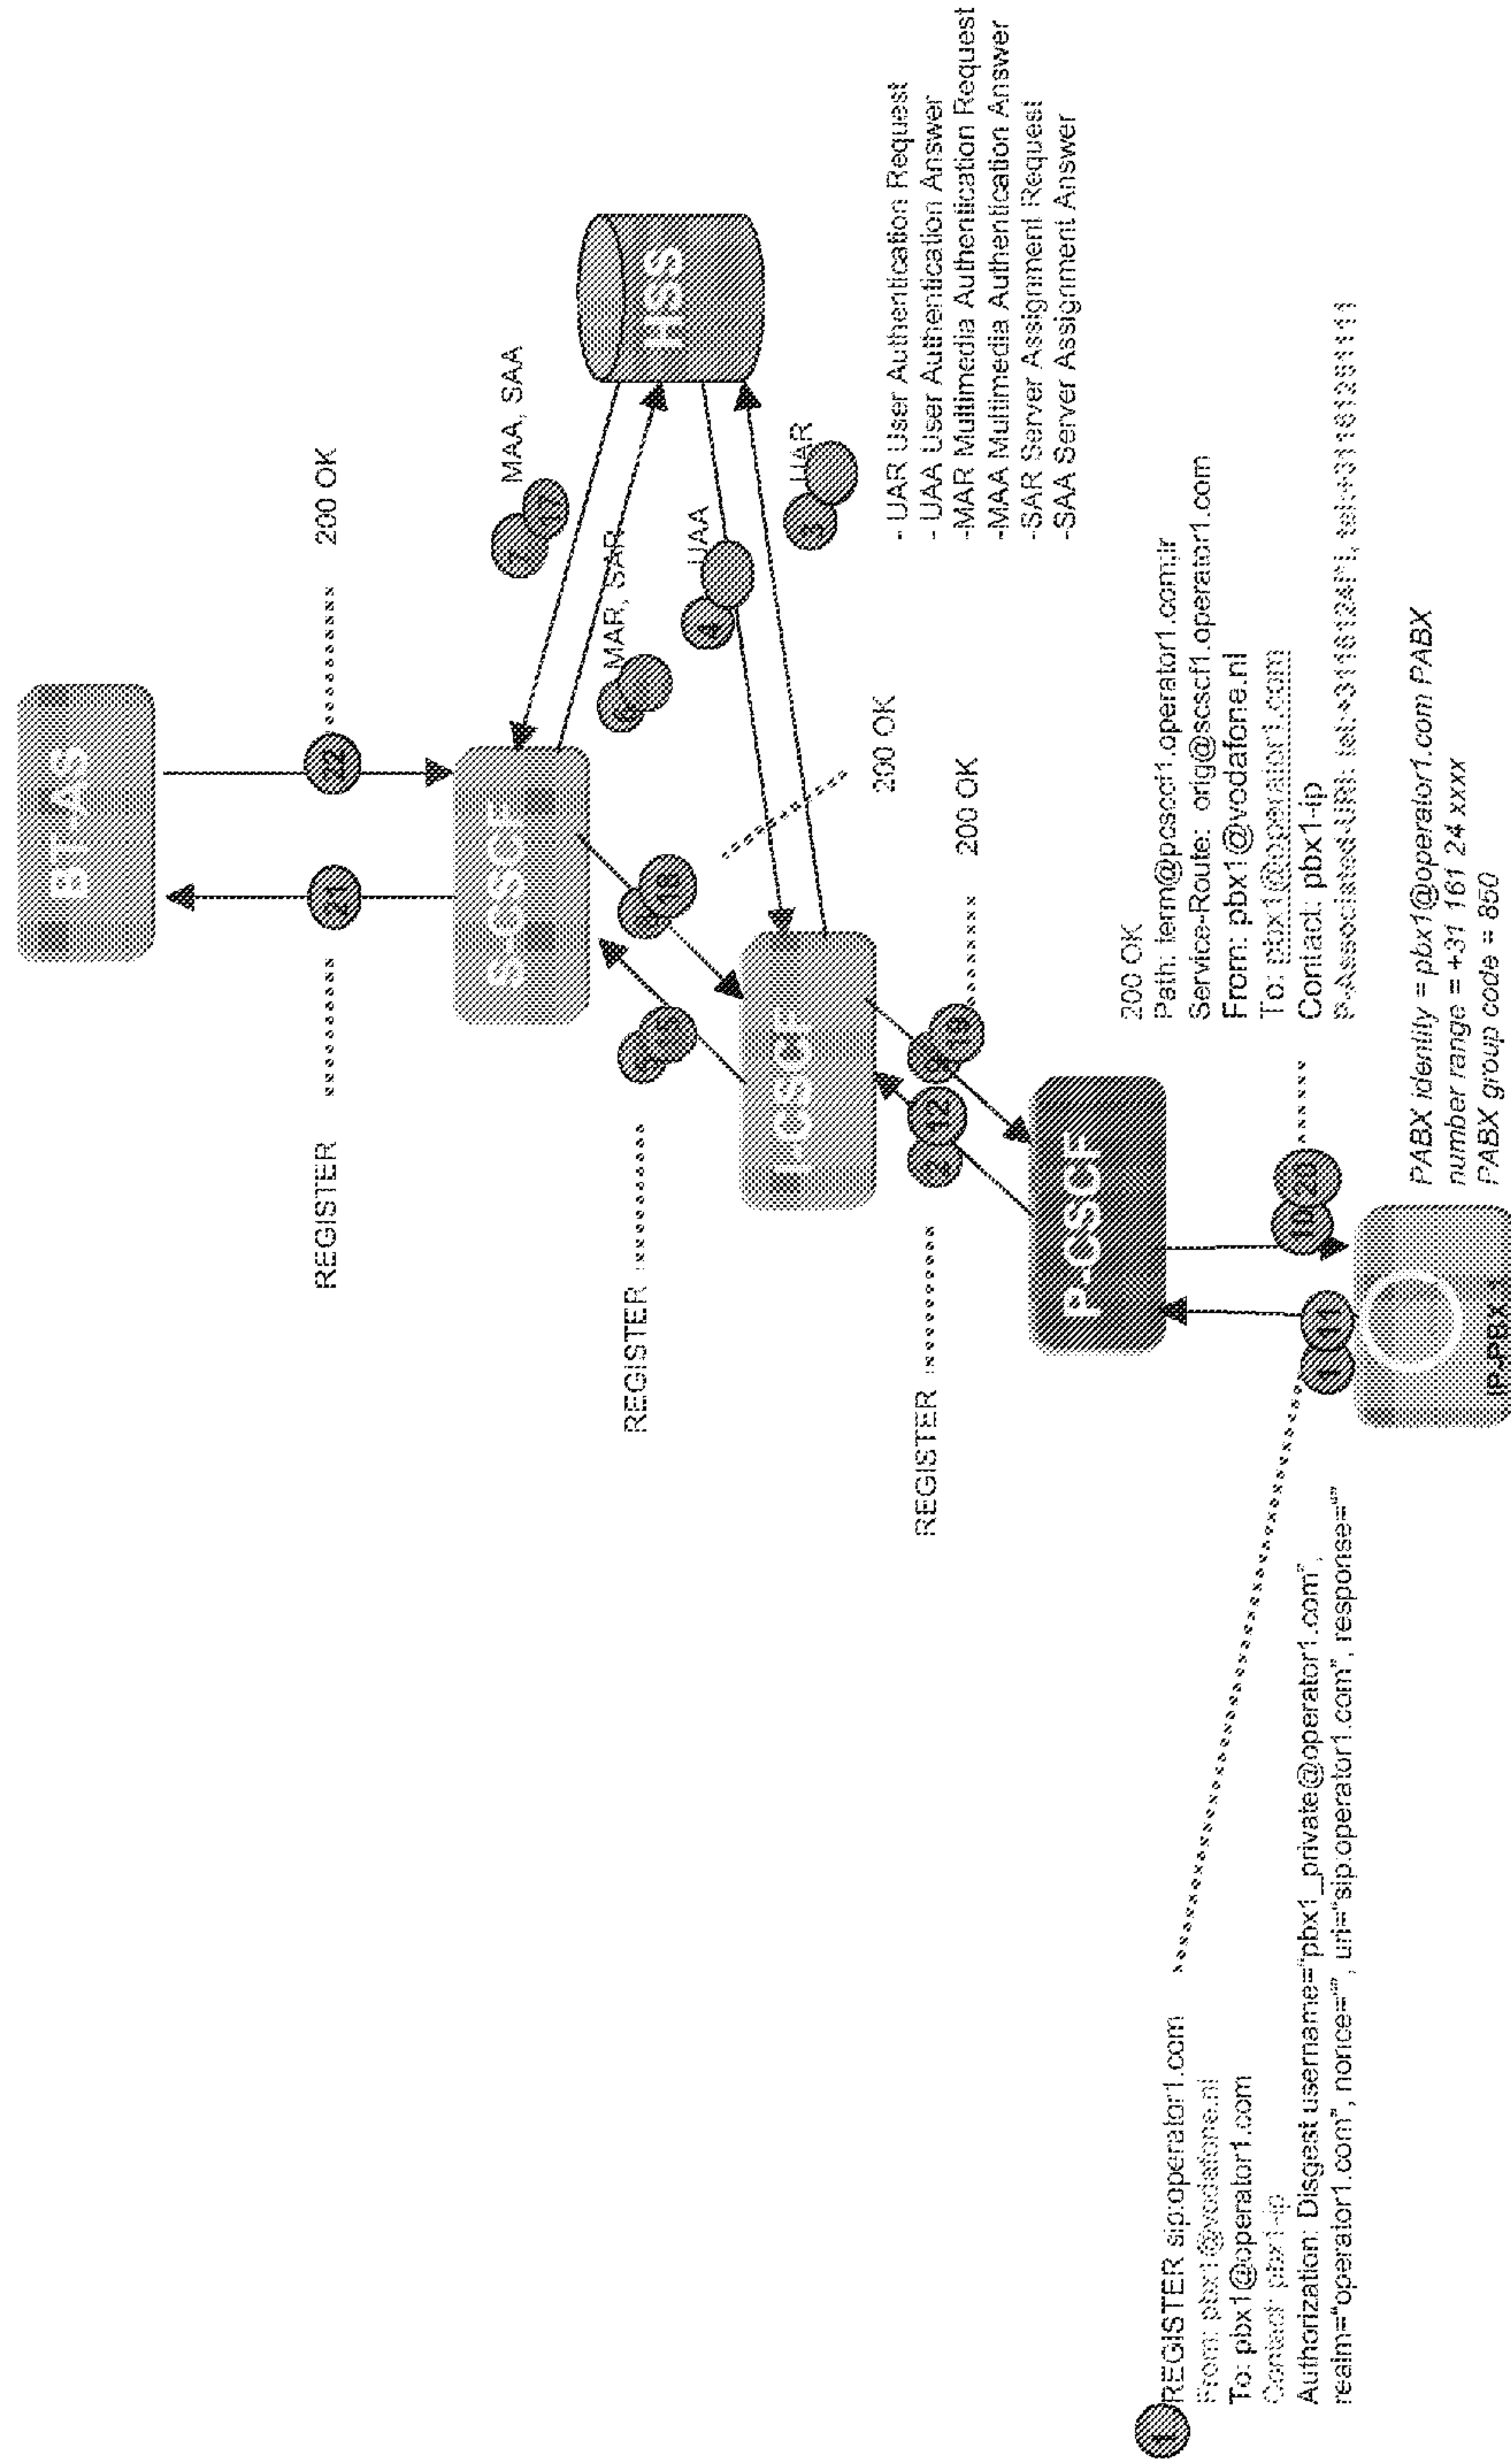 BT-AS
REGISTER
21
22
200 OK
S-CSCF
MAA, SAA
7
17
HSS
MAR, SAR
UAA
4
UAR
3
REGISTER
5
15
18
200 OK
I-CSCF
REGISTER
2
12
9
19
200 OK
P-CSCF
- UAR User Authentication Request
- UAA User Authentication Answer
-MAR Multimedia Authentication Request
-MAA Multimedia Authentication Answer
-SAR Server Assignment Request
-SAA Server Assignment Answer
1
11
10
20
200 OK
Path: term@pcscf1.operator1.com;lr
Service-Route: orig@scscf1.operator1.com
From: pbx1@vodafone.nl
To: pbx1@operator1.com
Contact: pbx1-ip
P-Associated-URI:
IP-PBX-1
PABX identity = pbx1@operator1.com PABX
number range = +31 161 24 xxxx
PABX group code = 850
1
REGISTER sip:operator1.com
From: pbx1@vodafone.nl
To: pbx1@operator1.com
Contact: pbx1-ip
Authorization: Disgest username="pbx1_private@operator1.com",
realm="operator1.com", nonce="", uri="sip:operator1.com", response=""